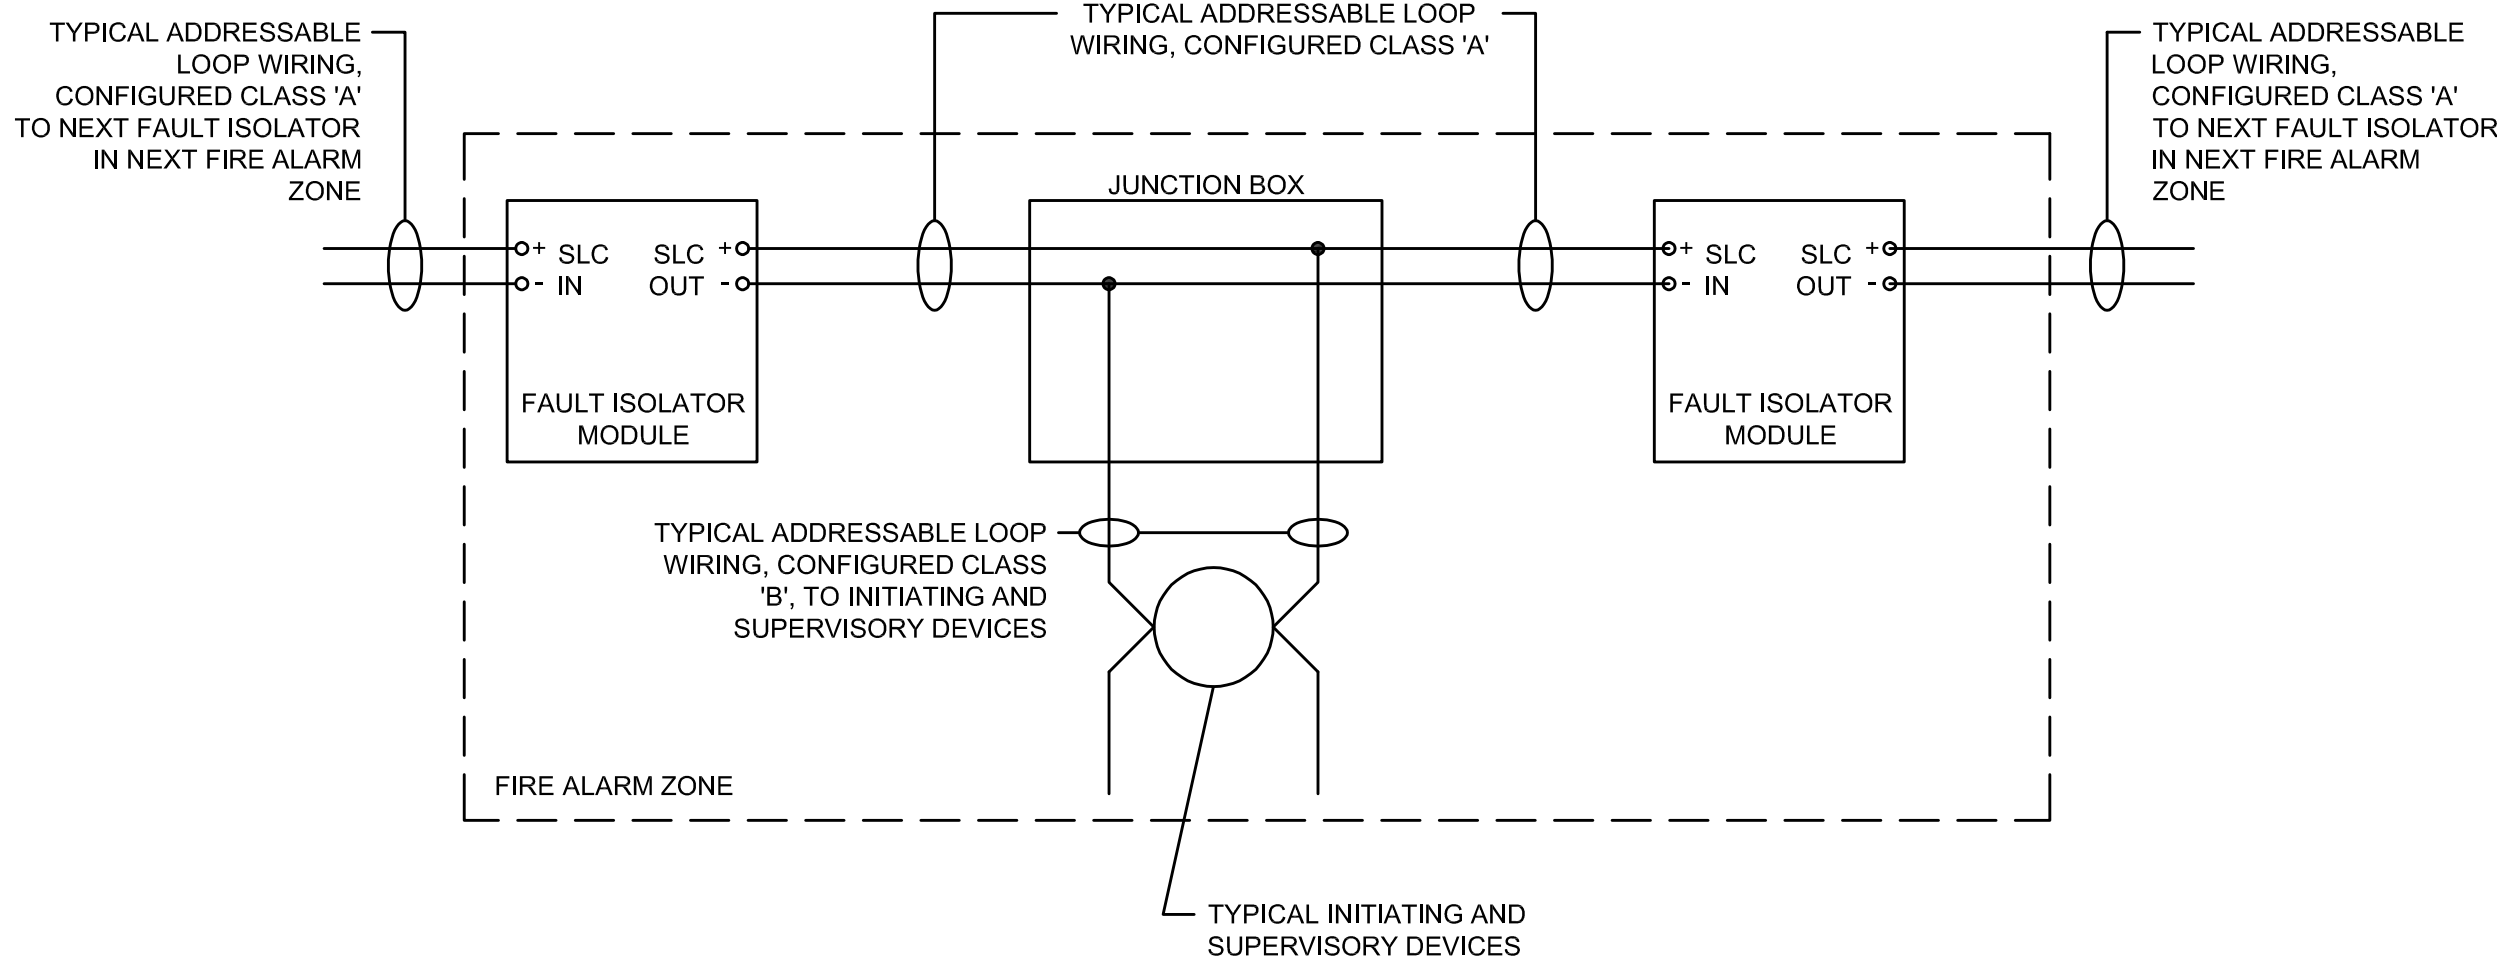 TYPICAL ADDRESSABLE
LOOP WIRING,
CONFIGURED CLASS 'A'
TO NEXT FAULT ISOLATOR
IN NEXT FIRE ALARM
ZONE
TYPICAL ADDRESSABLE LOOP
WIRING, CONFIGURED CLASS 'A'
TYPICAL ADDRESSABLE
LOOP WIRING,
CONFIGURED CLASS 'A'
TO NEXT FAULT ISOLATOR
IN NEXT FIRE ALARM
ZONE
JUNCTION BOX
+ SLC
- IN
SLC +
OUT -
FAULT ISOLATOR
MODULE
+ SLC
- IN
SLC +
OUT -
FAULT ISOLATOR
MODULE
TYPICAL ADDRESSABLE LOOP
WIRING, CONFIGURED CLASS
'B', TO INITIATING AND
SUPERVISORY DEVICES
FIRE ALARM ZONE
TYPICAL INITIATING AND
SUPERVISORY DEVICES